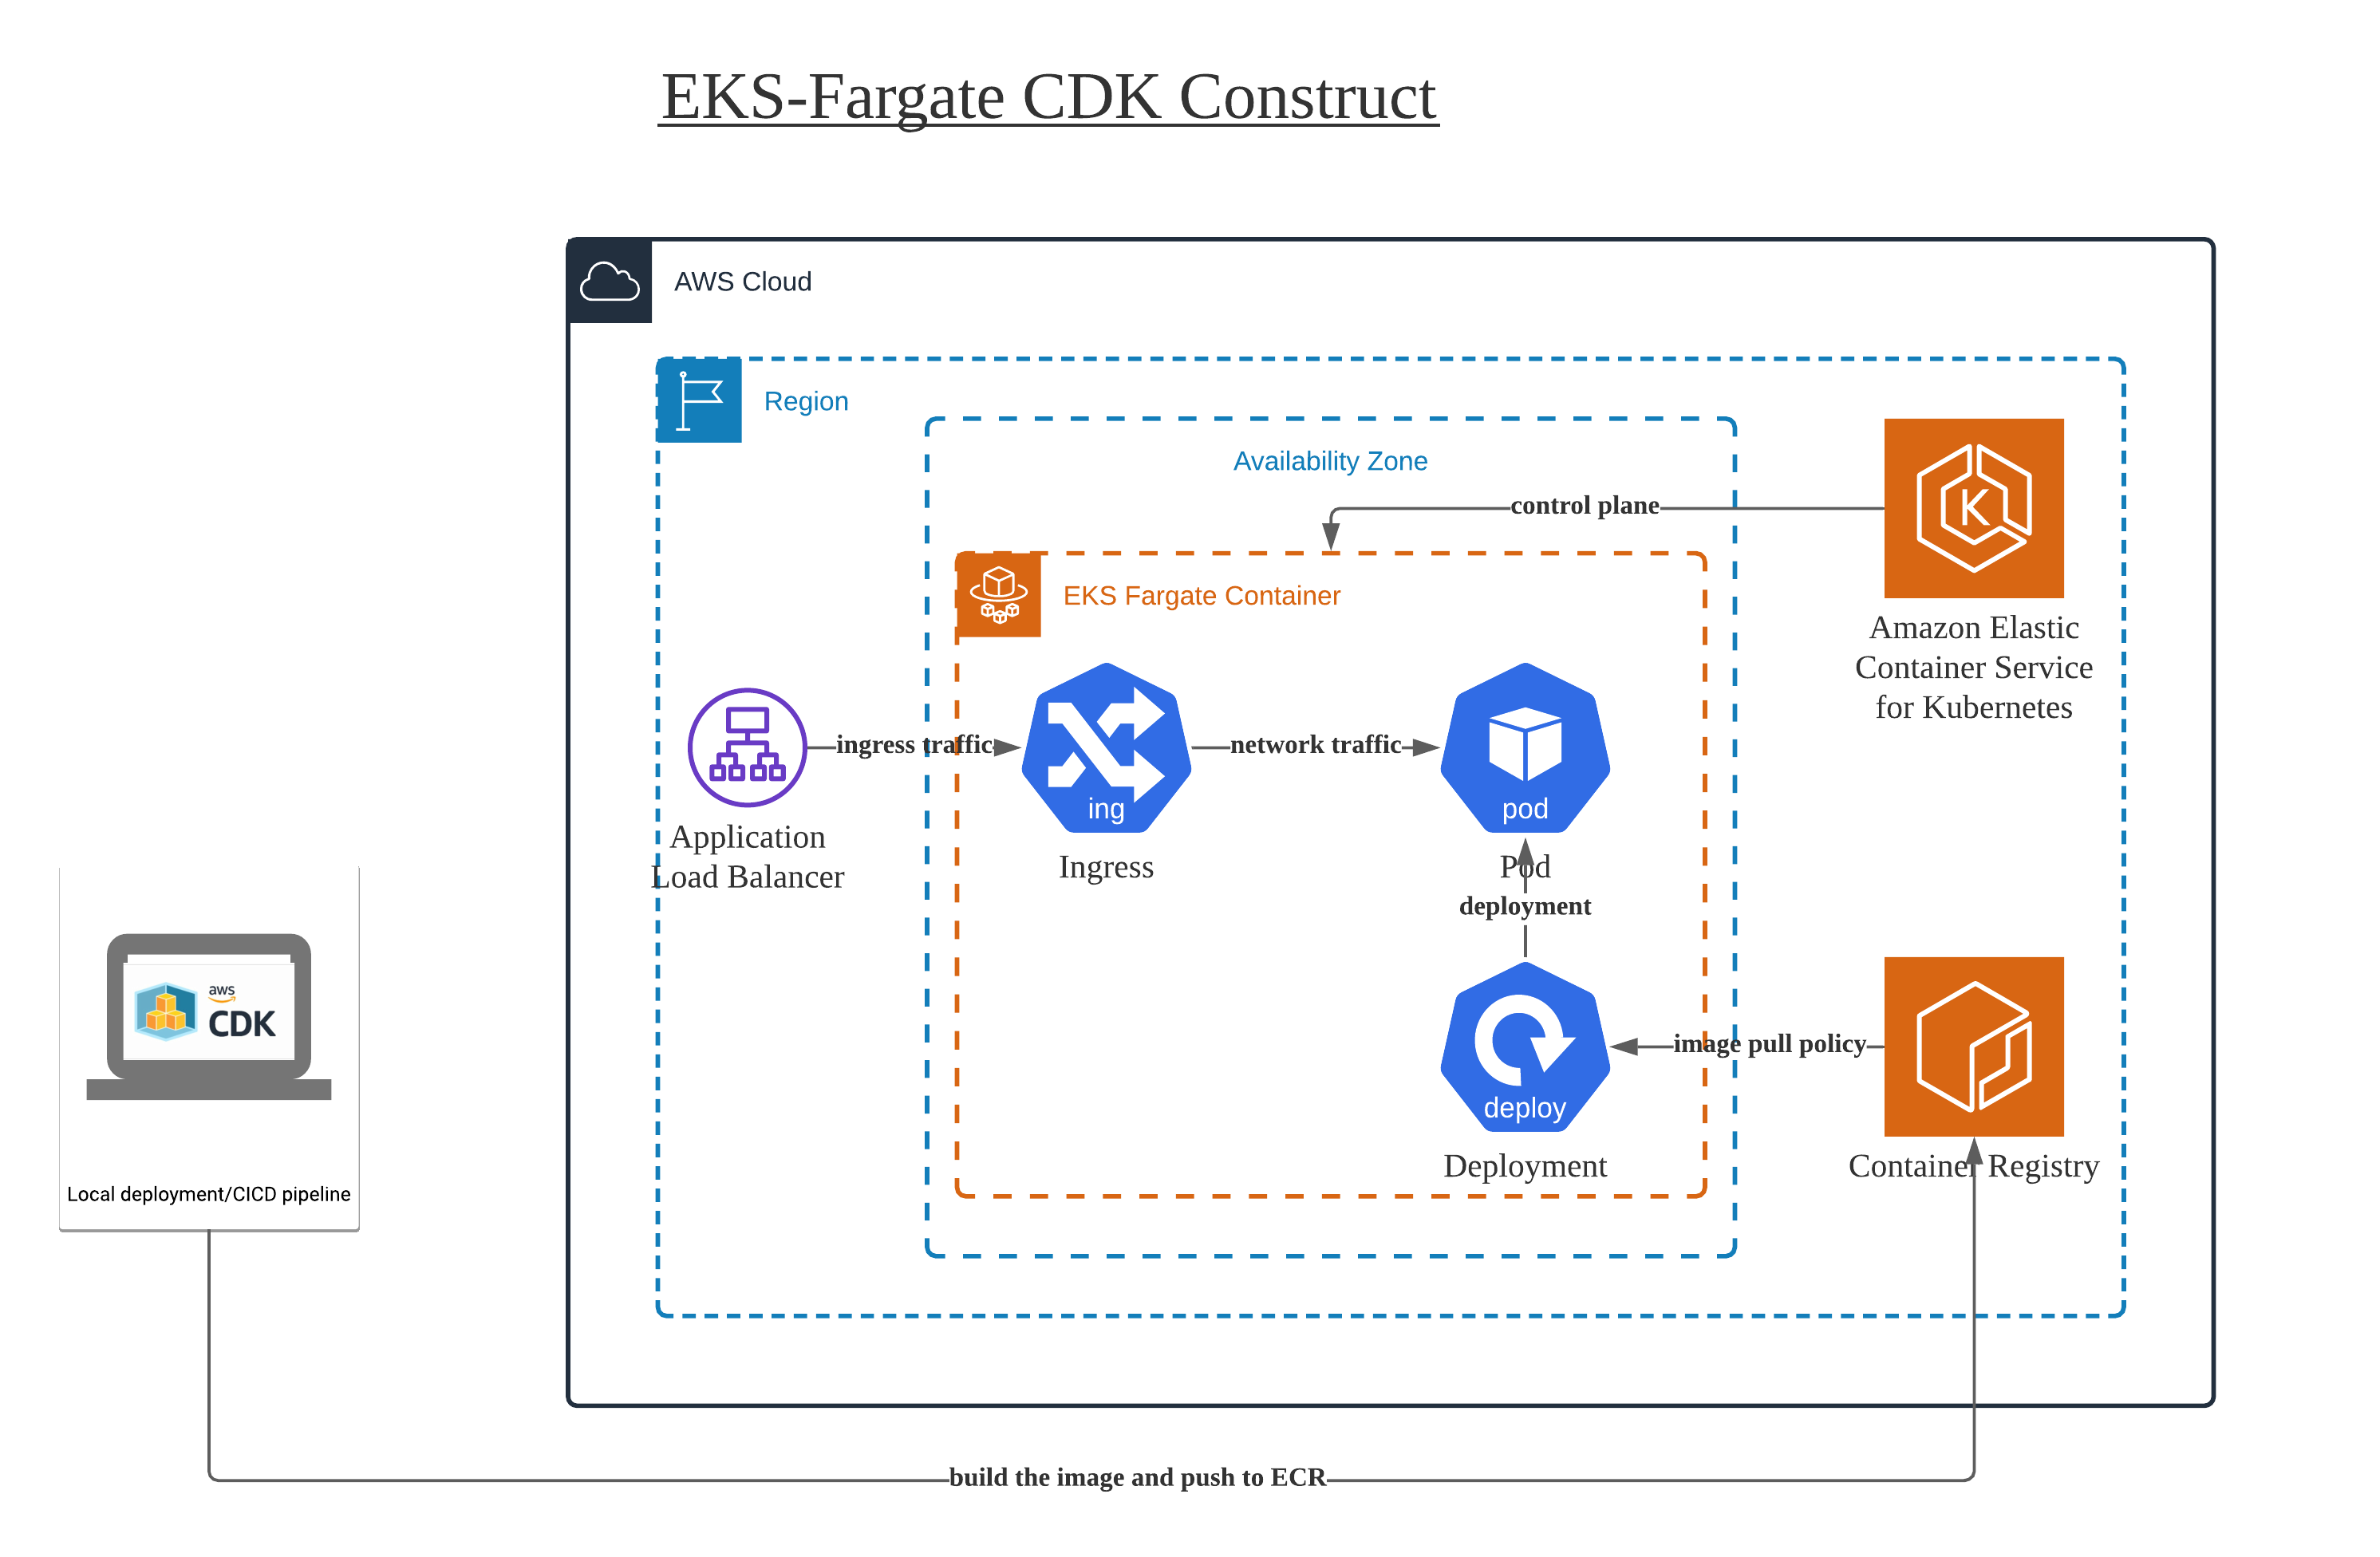 EKS-Fargate CDK Construct
AWS Cloud
Region
Availability Zone
control plane
EKS Fargate Container
Amazon Elastic
Container Service
for Kubernetes
ingress traffic
network traffic
ing
pod
Application
Load Balancer
Ingress
Pod
deployment
aws
CDK
image pull policy
deploy
Deployment
Container Registry
Local deployment/CICD pipeline
build the image and push to ECR